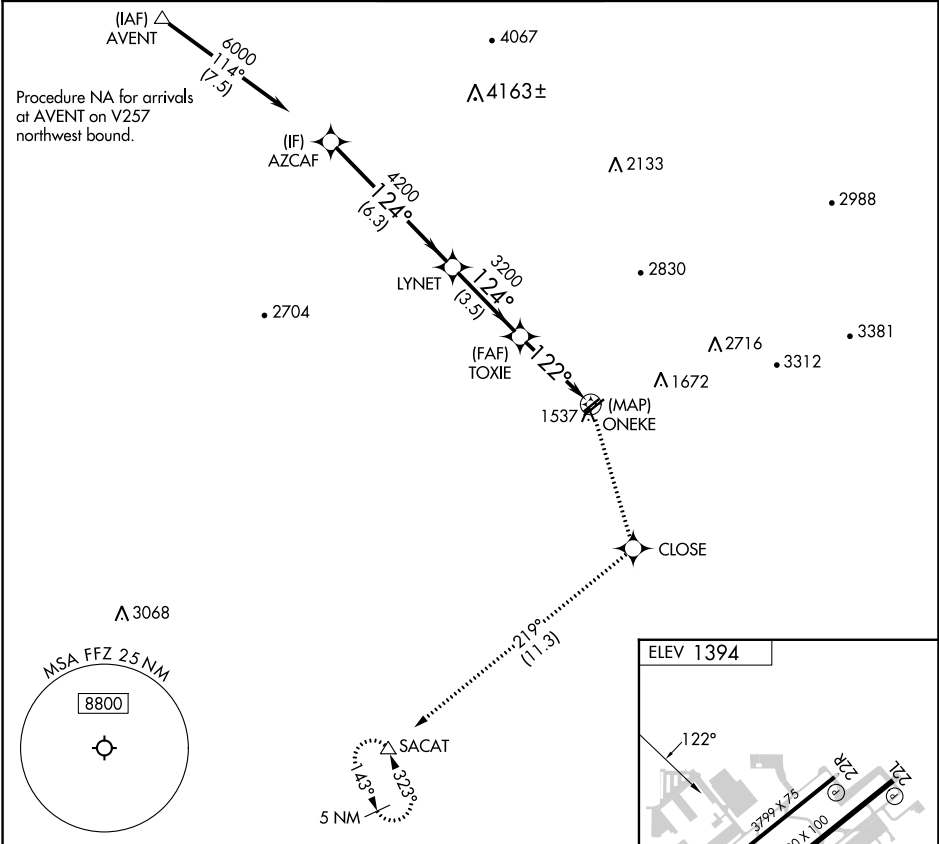 (IAF)
AVENT
6000
114°
(7.5)
4067
4163±
Procedure NA for arrivals
at AVENT on V257
northwest bound.
(IF)
AZCAF
2133
4200
124°
(6.3)
2988
LYNET
3200
124°
(3.5)
2830
2704
(FAF)
TOXIE
122°
2716
3381
3312
1672
1537
(MAP)
ONEKE
CLOSE
3068
219°
(11.3)
MSA FFZ 25 NM
8800
SACAT
143°
323°
5 NM
ELEV 1394
122°
22R
22L
P
P
3799 X 75
X 100